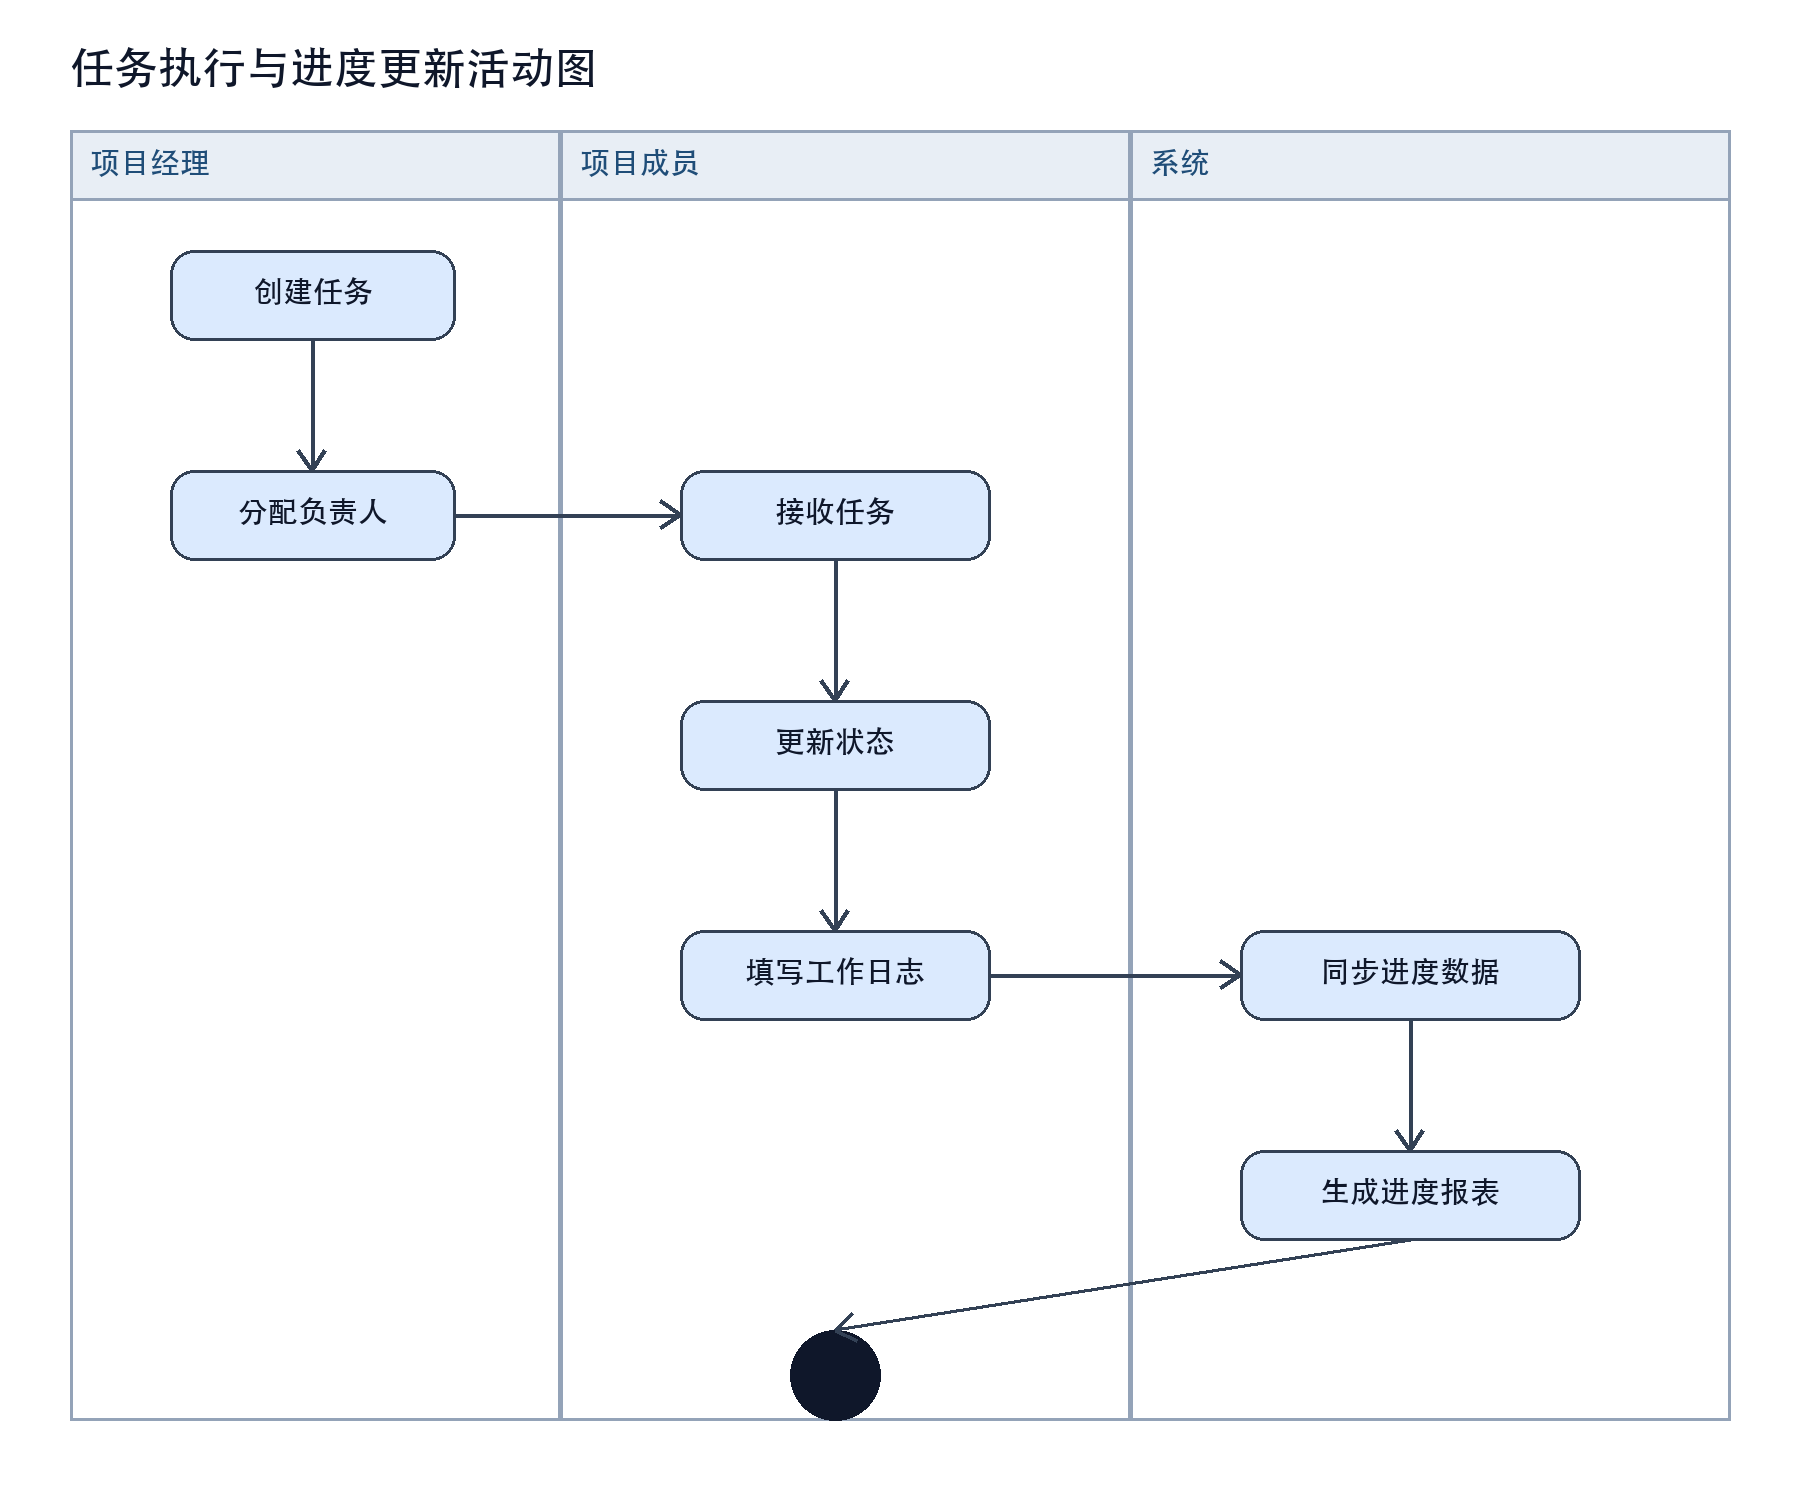 任务执行与进度更新活动图
项目经理
项目成员
系统
创建任务
分配负责人
接收任务
更新状态
填写工作日志
同步进度数据
生成进度报表